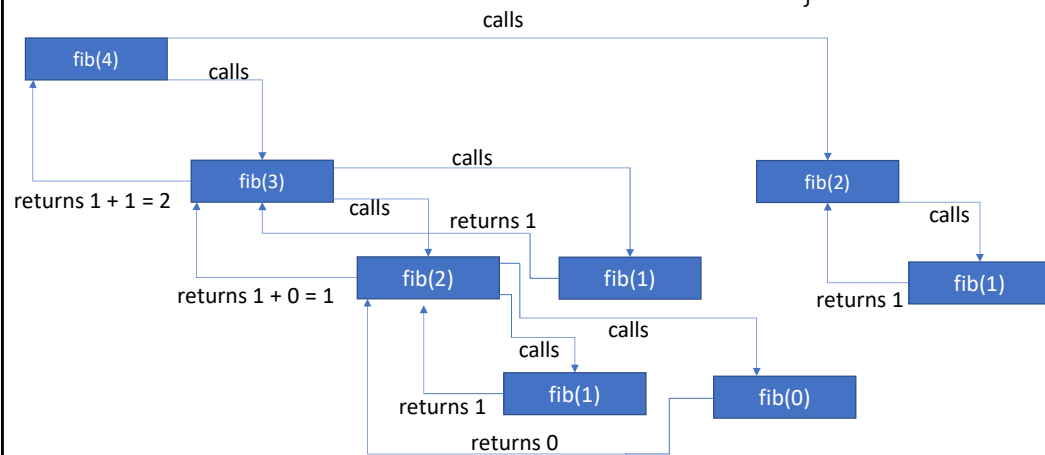 }
calls
fib(4)
calls
calls
fib(3)
fib(2)
returns 1 + 1 = 2
calls
calls
returns 1
fib(2)
fib(1)
fib(1)
returns 1 + 0 = 1
returns 1
calls
calls
fib(1)
fib(0)
returns 1
returns 0